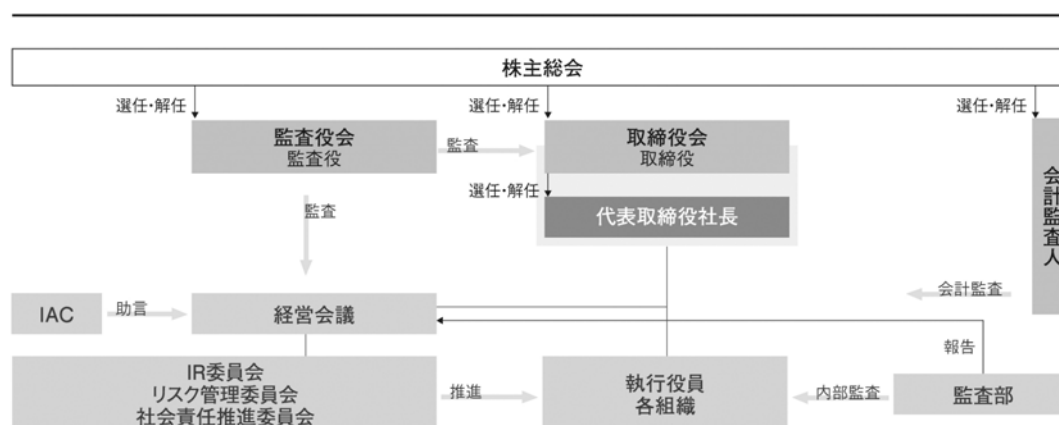 株主総会
選任・解任
選任・解任
選任・解任
監査役会
監査役
監査
取締役会
取締役
会計監査人
選任・解任
代表取締役社長
監査
会計監査
IAC
助言
経営会議
報告
IR委員会
リスク管理委員会
社会責任推進委員会
推進
執行役員
各組織
内部監査
監査部